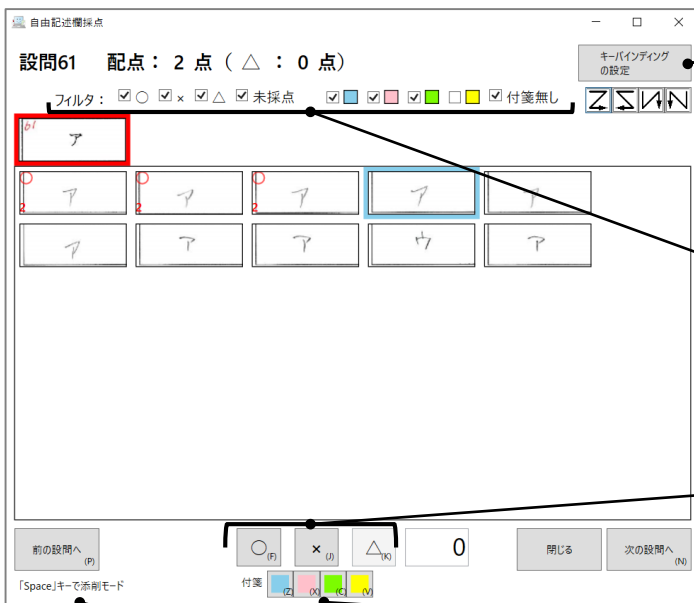 自由記述欄採点
設問61 配点： 2 点（ △ ： 0 点）
キーバインディングの設定
フィルタ： ○ × △ 未採点 付箋無し
61 ア
○ 2 ア ○ 2 ア ○ 2 ア ア ア
ア ア ア ウ ア
前の設問へ (P) ○(F) ×(J) △(K) 0 閉じる 次の設問へ (N)
「Space」キーで添削モード 付箋 (Z) (X) (C) (V)